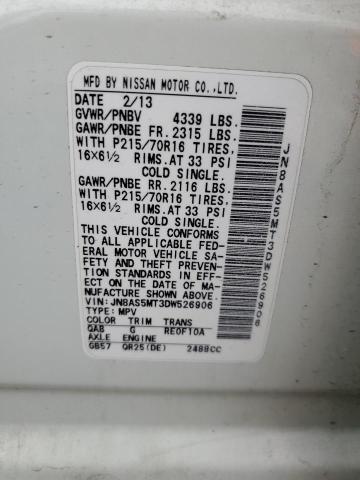 MFD BY NISSAN MOTOR CO.,LTD.
DATE 2/13
GVWR/PNBV 4339 LBS.
GAWR/PNBE FR. 2315 LBS.
WITH P215/70R16 TIRES,
16X6½ RIMS.AT 33 PSI
COLD SINGLE.
GAWR/PNBE RR. 2116 LBS.
WITH P215/70R16 TIRES,
16X6½ RIMS.AT 33 PSI
COLD SINGLE.
THIS VEHICLE CONFORMS
TO ALL APPLICABLE FED-
ERAL MOTOR VEHICLE SA-
FETY AND THEFT PREVEN-
TION STANDARDS IN EFF-
ECT ON THE DATE OF MA-
NUFACTURE SHOWN ABOVE.
VIN:JN8AS5MT3DW526906
TYPE: MPV
COLOR TRIM TRANS
QAB G RE0F10A
AXLE ENGINE
GB57 QR25(DE) 2488CC
JN8AS5MT3DW526906